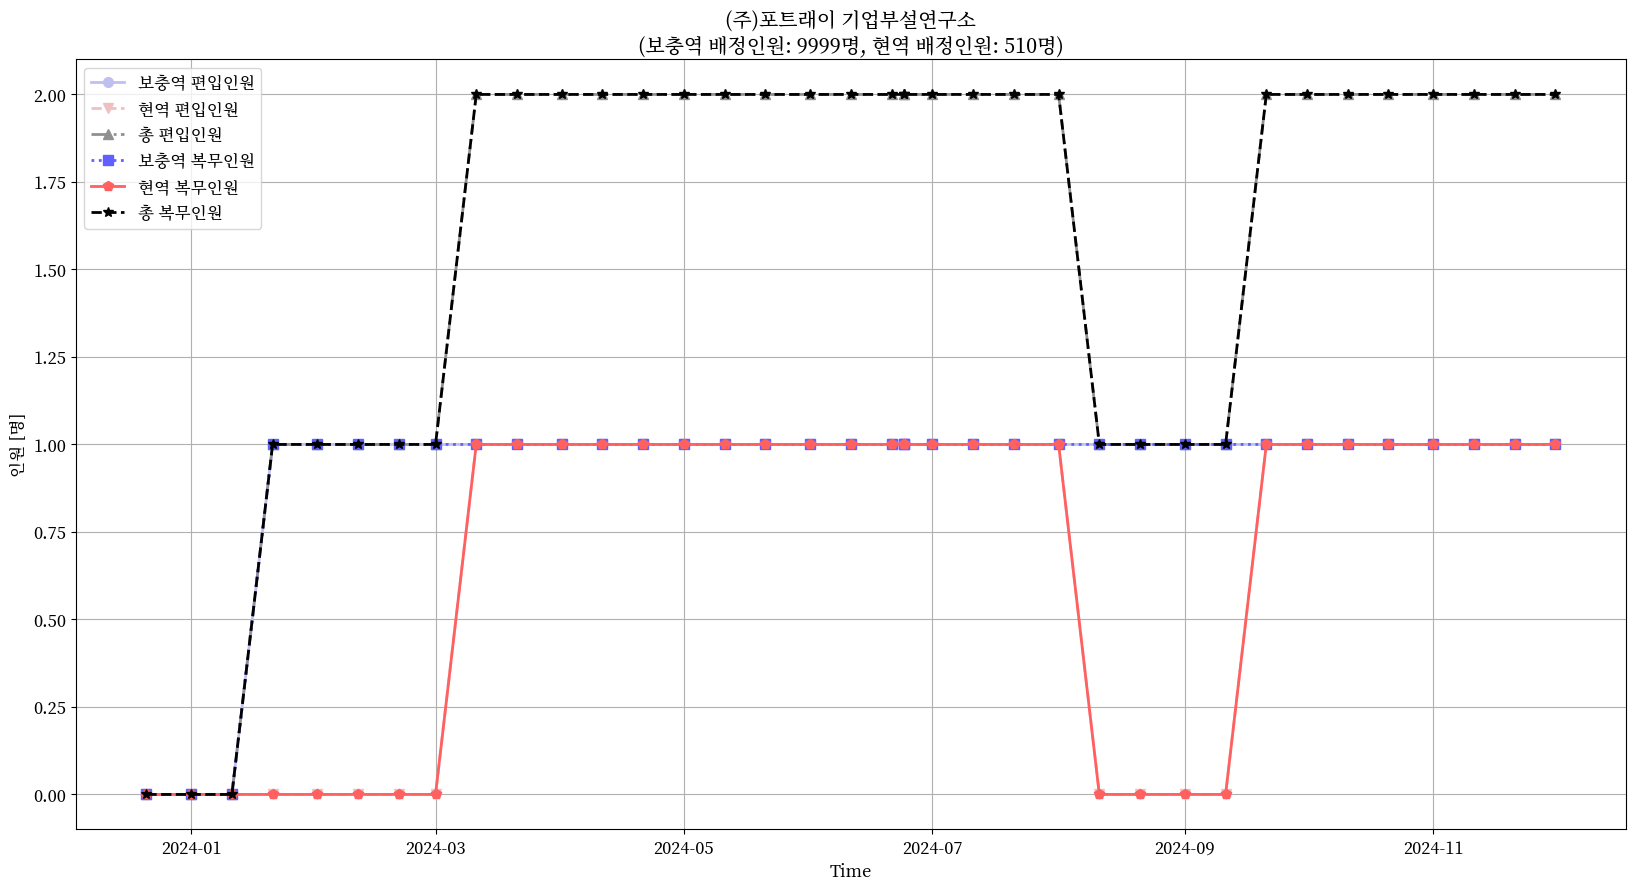 (주)포트래이 기업부설연구소
(보충역 배정인원: 9999명, 현역 배정인원: 510명)
보충역 편입인원
현역 편입인원
총 편입인원
보충역 복무인원
현역 복무인원
총 복무인원
2.00
1.75
1.50
1.25
1.00
0.75
0.50
0.25
0.00
인원 [명]
2024-01
2024-03
2024-05
2024-07
2024-09
2024-11
Time